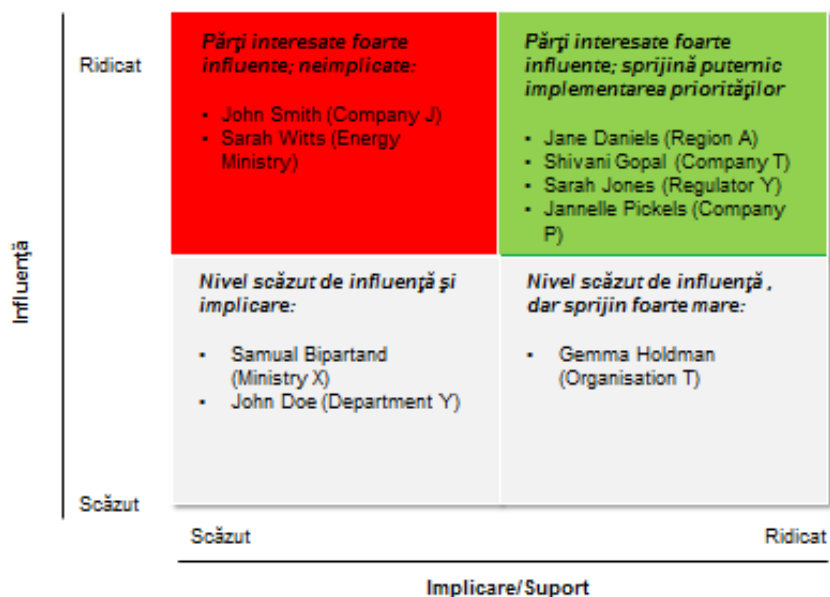 Ridicat
Părţi interesate foarte
influente; neimplicate:
▪ John Smith (Company J)
▪ Sarah Witts (Energy
Ministry)
Părţi interesate foarte
influente; sprijină puternic
implementarea priorităţilor
▪ Jane Daniels (Region A)
▪ Shivani Gopal (Company T)
▪ Sarah Jones (Regulator Y)
▪ Jannelle Pickels (Company
P)
Influenţă
Nivel scăzut de influenţă şi
implicare:
▪ Samual Bipartand
(Ministry X)
▪ John Doe (Department Y)
Nivel scăzut de influenţă ,
dar sprijin foarte mare:
▪ Gemma Holdman
(Organisation T)
Scăzut
Scăzut
Ridicat
Implicare/Suport